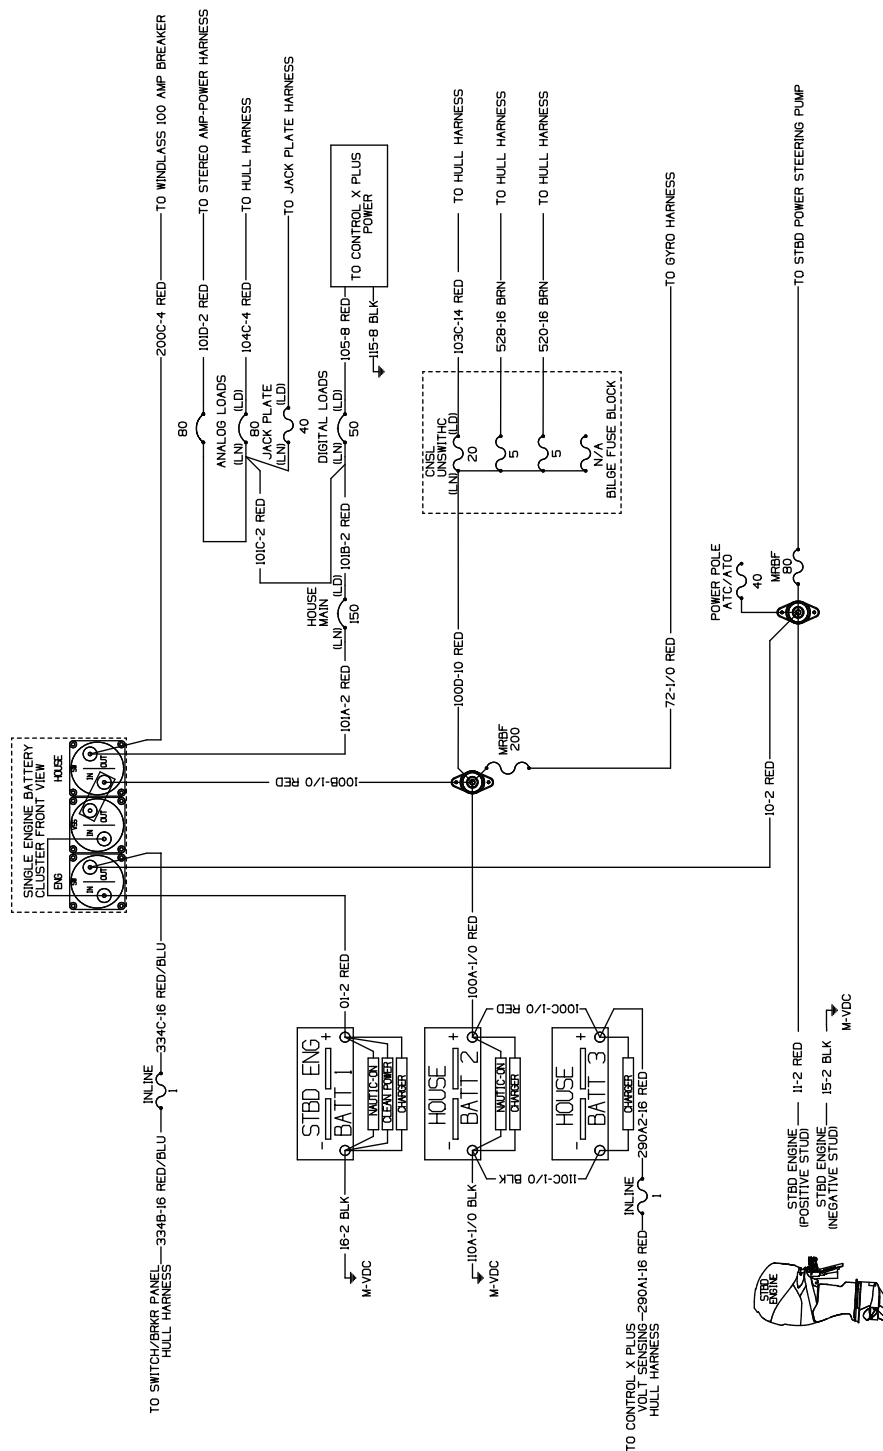 TO WINDLASS 100 AMP BREAKER
200C-4 RED
TO STEREO AMP-POWER HARNESS
101D-2 RED
80
TO HULL HARNESS
104C-4 RED
ANALOG LOADS
(LD)
80
(LN)
TO JACK PLATE HARNESS
JACK PLATE
(LD)
40
(LN)
101C-2 RED
TO CONTROL X PLUS
POWER
105-8 RED
115-8 BLK
DIGITAL LOADS
(LD)
50
(LN)
101B-2 RED
HOUSE
MAIN
(LD)
150
(LN)
101A-2 RED
TO HULL HARNESS
103C-14 RED
CNSL
UNSWITHC
(LD)
20
(LN)
TO HULL HARNESS
528-16 BRN
5
TO HULL HARNESS
520-16 BRN
5
N/A
BILGE FUSE BLOCK
100D-10 RED
TO GYRO HARNESS
72-1/0 RED
MRBF
200
TO STBD POWER STEERING PUMP
POWER POLE
ATC/ATO
40
MRBF
80
10-2 RED
SINGLE ENGINE BATTERY
CLUSTER FRONT VIEW
HOUSE
SW
IN
OUT
VSS
IN
OUT
ENG
SW
IN
OUT
100B-1/0 RED
TO SWITCH/BRKR PANEL
HULL HARNESS
334B-16 RED/BLU
INLINE
1
334C-16 RED/BLU
M-VDC
16-2 BLK
STBD ENG
BATT 1
-
+
NAUTIC-ON
CLEAN POWER
CHARGER
01-2 RED
M-VDC
110A-1/0 BLK
HOUSE
BATT 2
-
+
NAUTIC-ON
CHARGER
100A-1/0 RED
110C-1/0 BLK
100C-1/0 RED
HOUSE
BATT 3
-
+
CHARGER
TO CONTROL X PLUS
VOLT SENSING
HULL HARNESS
290A1-16 RED
INLINE
1
290A2-16 RED
STBD
ENGINE
STBD ENGINE
(POSITIVE STUD)
11-2 RED
STBD ENGINE
(NEGATIVE STUD)
15-2 BLK
M-VDC